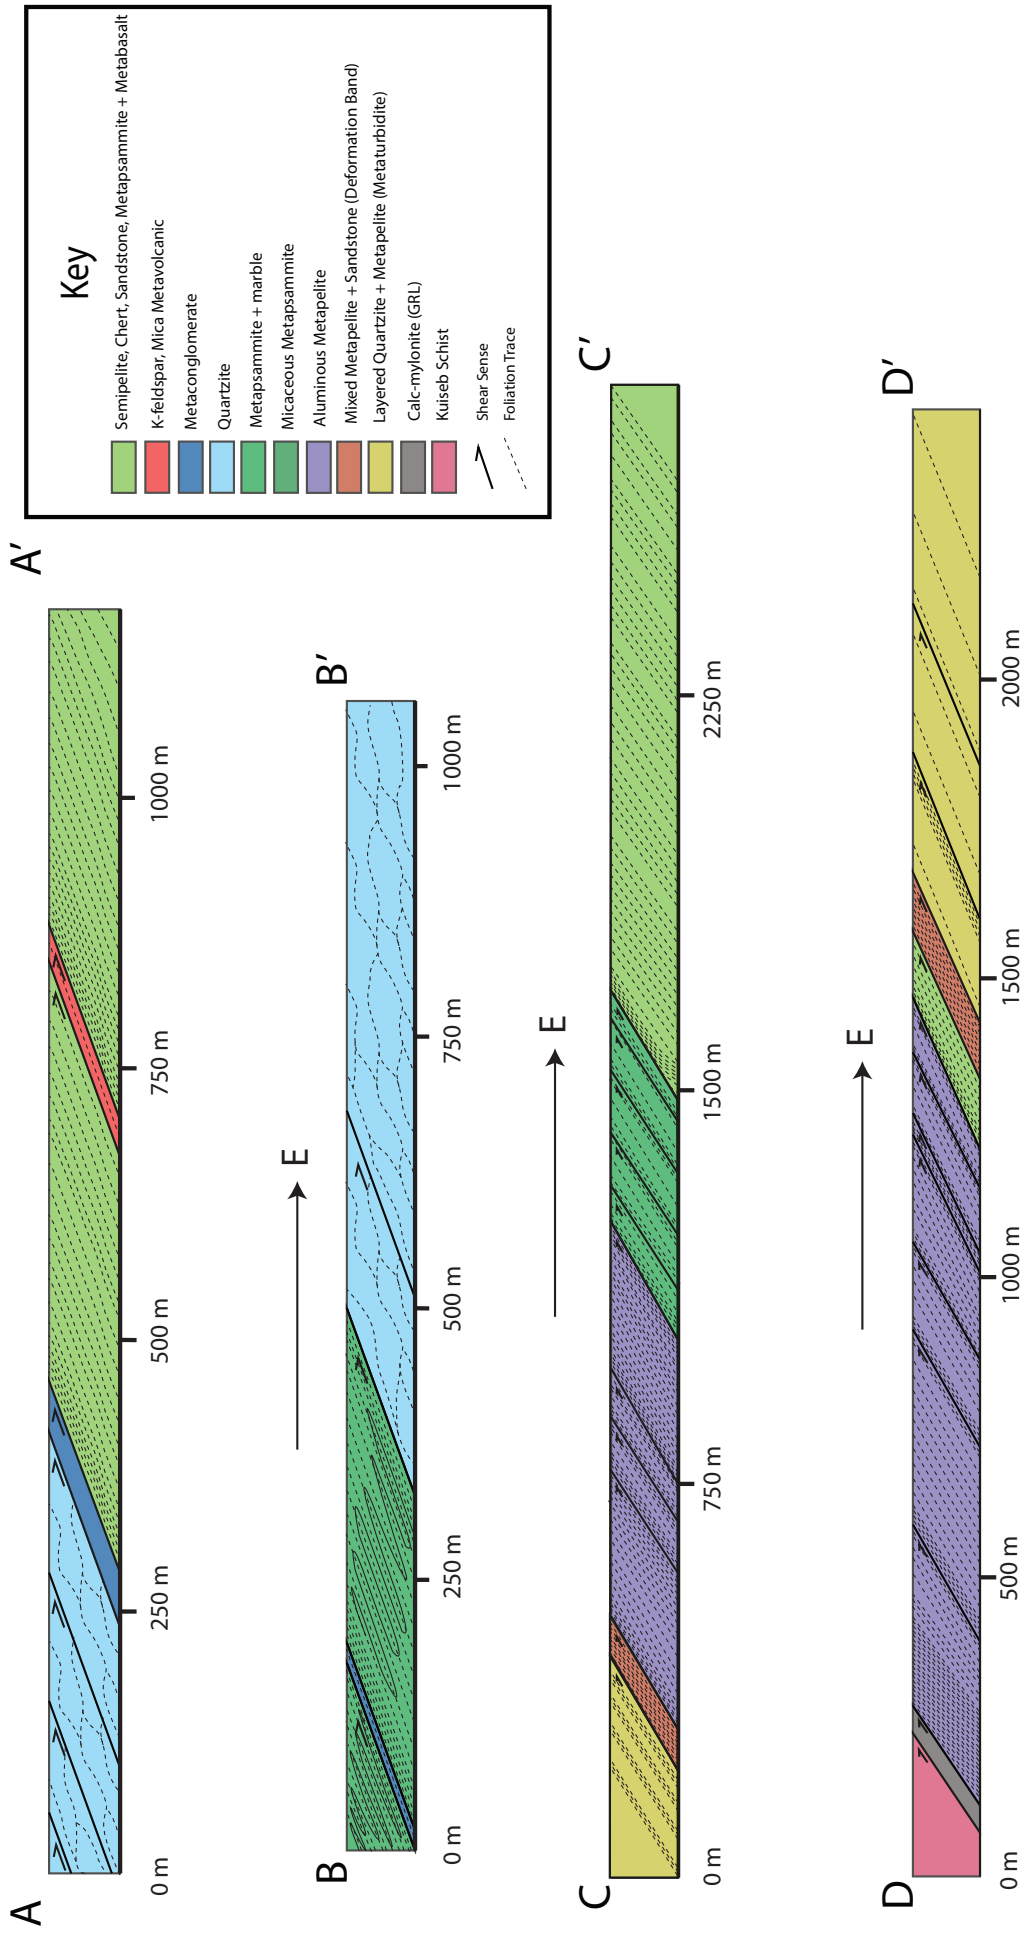 Key
Semipelite, Chert, Sandstone, Metapsammite + Metabasalt
K-feldspar, Mica Metavolcanic
Metaconglomerate
Quartzite
Metapsammite + marble
Micaceous Metapsammite
Aluminous Metapelite
Mixed Metapelite + Sandstone (Deformation Band)
Layered Quartzite + Metapelite (Metaturbidite)
Calc-mylonite (GRL)
Kuiseb Schist
Shear Sense
Foliation Trace
A A'
0 m 250 m 500 m 750 m 1000 m
E
B B'
0 m 250 m 500 m 750 m 1000 m
E
C C'
0 m 750 m 1500 m 2250 m
E
D D'
0 m 500 m 1000 m 1500 m 2000 m